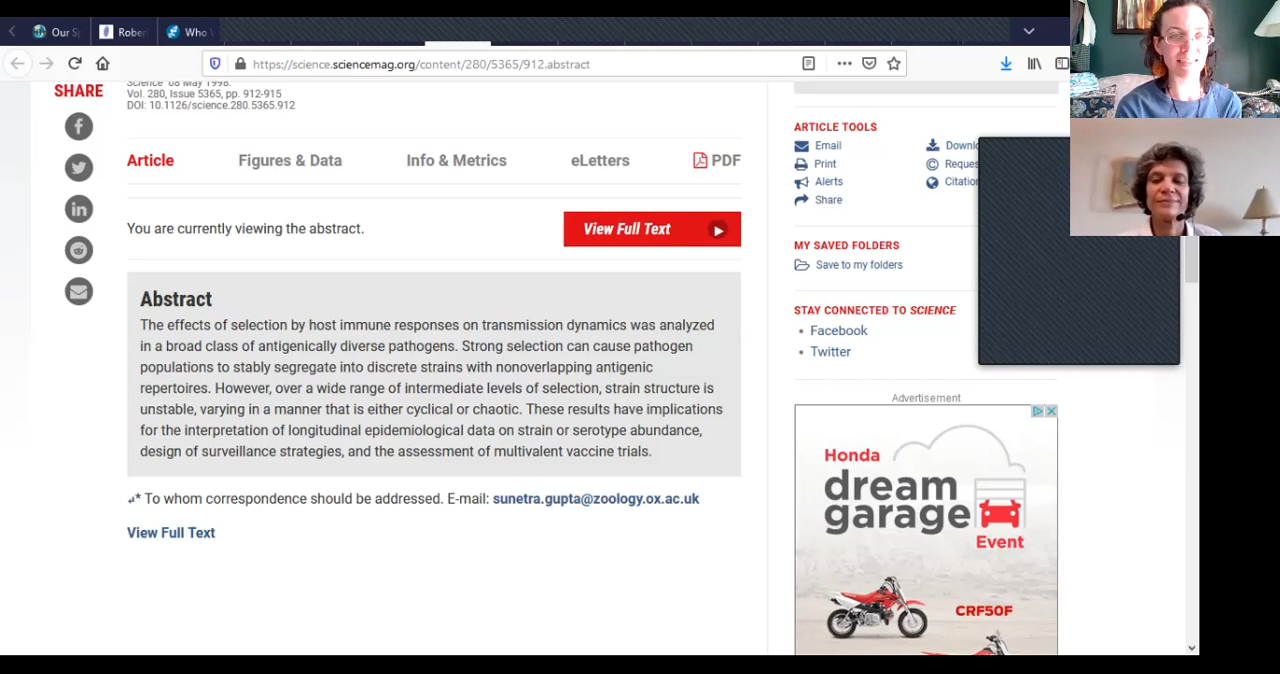 Our S
Rober
Who
https://science.sciencemag.org/content/280/5365/912.abstract
SHARE
Science 08 May 1998:
Vol. 280, Issue 5365, pp. 912-915
DOI: 10.1126/science.280.5365.912
Article
Figures & Data
Info & Metrics
eLetters
PDF
You are currently viewing the abstract.
View Full Text
Abstract
The effects of selection by host immune responses on transmission dynamics was analyzed
in a broad class of antigenically diverse pathogens. Strong selection can cause pathogen
populations to stably segregate into discrete strains with nonoverlapping antigenic
repertoires. However, over a wide range of intermediate levels of selection, strain structure is
unstable, varying in a manner that is either cyclical or chaotic. These results have implications
for the interpretation of longitudinal epidemiological data on strain or serotype abundance,
design of surveillance strategies, and the assessment of multivalent vaccine trials.
* To whom correspondence should be addressed. E-mail: sunetra.gupta@zoology.ox.ac.uk
View Full Text
ARTICLE TOOLS
Email
Downlo
Print
Reques
Alerts
Citation
Share
MY SAVED FOLDERS
Save to my folders
STAY CONNECTED TO SCIENCE
• Facebook
• Twitter
Advertisement
Honda
dream
garage
Event
CRF50F